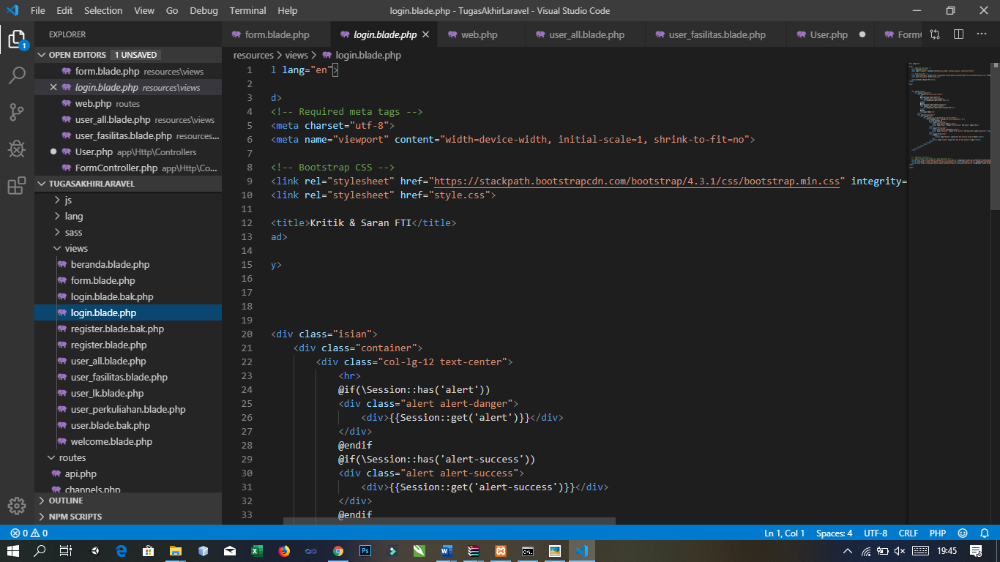 File Edit Selection View Go Debug Terminal Help login.blade.php - TugasAkhirLaravel - Visual Studio Code
EXPLORER
OPEN EDITORS 1 UNSAVED
form.blade.php resources\views
login.blade.php resources\views
web.php routes
user_all.blade.php resources\views
user_fasilitas.blade.php resources...
User.php app\Http\Controllers
FormController.php app\Http\Co...
TUGASAKHIRLARAVEL
js
lang
sass
views
beranda.blade.php
form.blade.php
login.blade.bak.php
login.blade.php
register.blade.bak.php
register.blade.php
user_all.blade.php
user_fasilitas.blade.php
user_lk.blade.php
user_perkuliahan.blade.php
user.blade.bak.php
welcome.blade.php
routes
api.php
channels.php
OUTLINE
NPM SCRIPTS
1
form.blade.php login.blade.php web.php user_all.blade.php user_fasilitas.blade.php User.php Form
resources > views > login.blade.php
1 l lang="en">
2
3 d>
4 <!-- Required meta tags -->
5 <meta charset="utf-8">
6 <meta name="viewport" content="width=device-width, initial-scale=1, shrink-to-fit=no">
7
8 <!-- Bootstrap CSS -->
9 <link rel="stylesheet" href="https://stackpath.bootstrapcdn.com/bootstrap/4.3.1/css/bootstrap.min.css" integrity=
10 <link rel="stylesheet" href="style.css">
11
12 <title>Kritik & Saran FTI</title>
13 ad>
14
15 y>
16
17
18
19
20 <div class="isian">
21 <div class="container">
22 <div class="col-lg-12 text-center">
23 <hr>
24 @if(\Session::has('alert'))
25 <div class="alert alert-danger">
26 <div>{{Session::get('alert')}}</div>
27 </div>
28 @endif
29 @if(\Session::has('alert-success'))
30 <div class="alert alert-success">
31 <div>{{Session::get('alert-success')}}</div>
32 </div>
33 @endif
0 0 Ln 1, Col 1 Spaces: 4 UTF-8 CRLF PHP
19:45